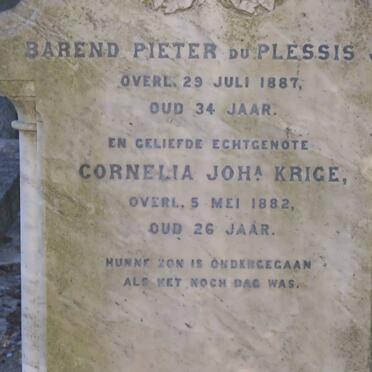 BAREND PIETER DU PLESSIS J
OVERL. 29 JULI 1887,
OUD 34 JAAR.
EN GELIEFDE ECHTGENOTE
CORNELIA JOHA KRIGE,
OVERL. 5 MEI 1882,
OUD 26 JAAR.
HUNNE ZON IS ONDERGEGAAN
ALS HET NOCH DAG WAS.